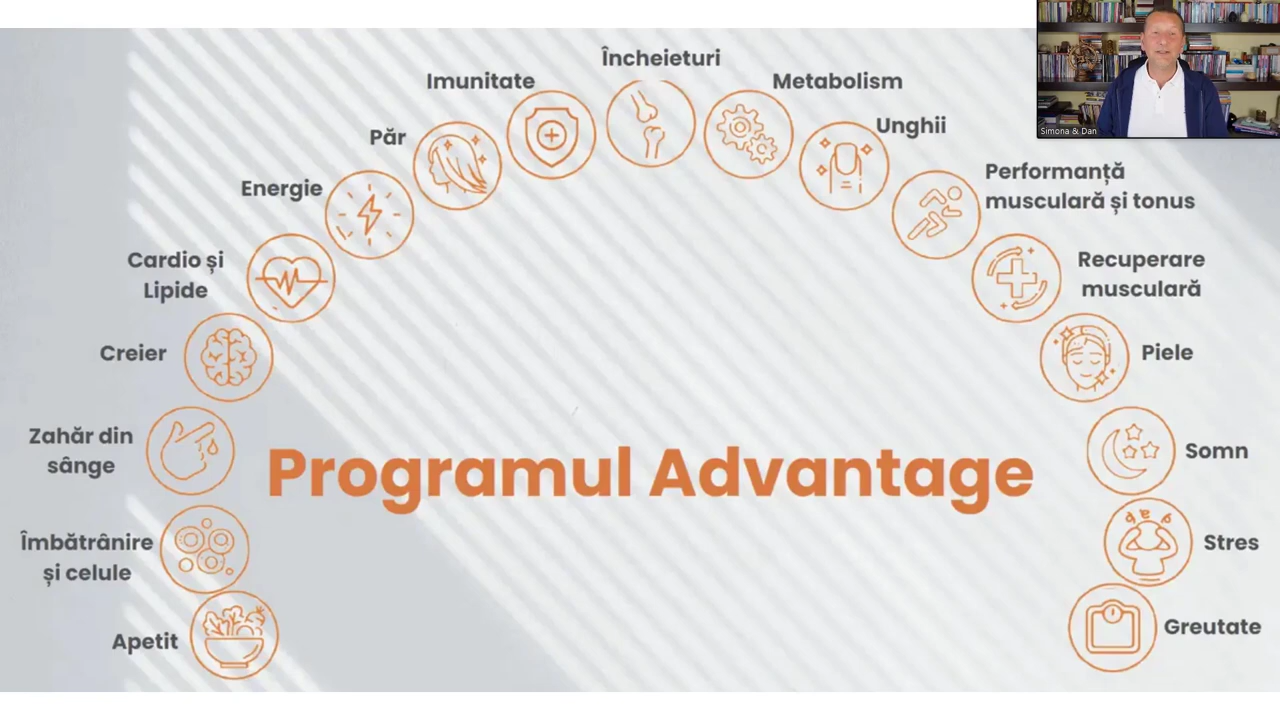 Încheieturi
Imunitate
Metabolism
Păr
Unghii
Energie
Performanță
musculară și tonus
Cardio și
Lipide
Recuperare
musculară
Creier
Piele
Zahăr din
sânge
Somn
Programul Advantage
Îmbătrânire
și celule
Stres
Apetit
Greutate
Simona & Dan